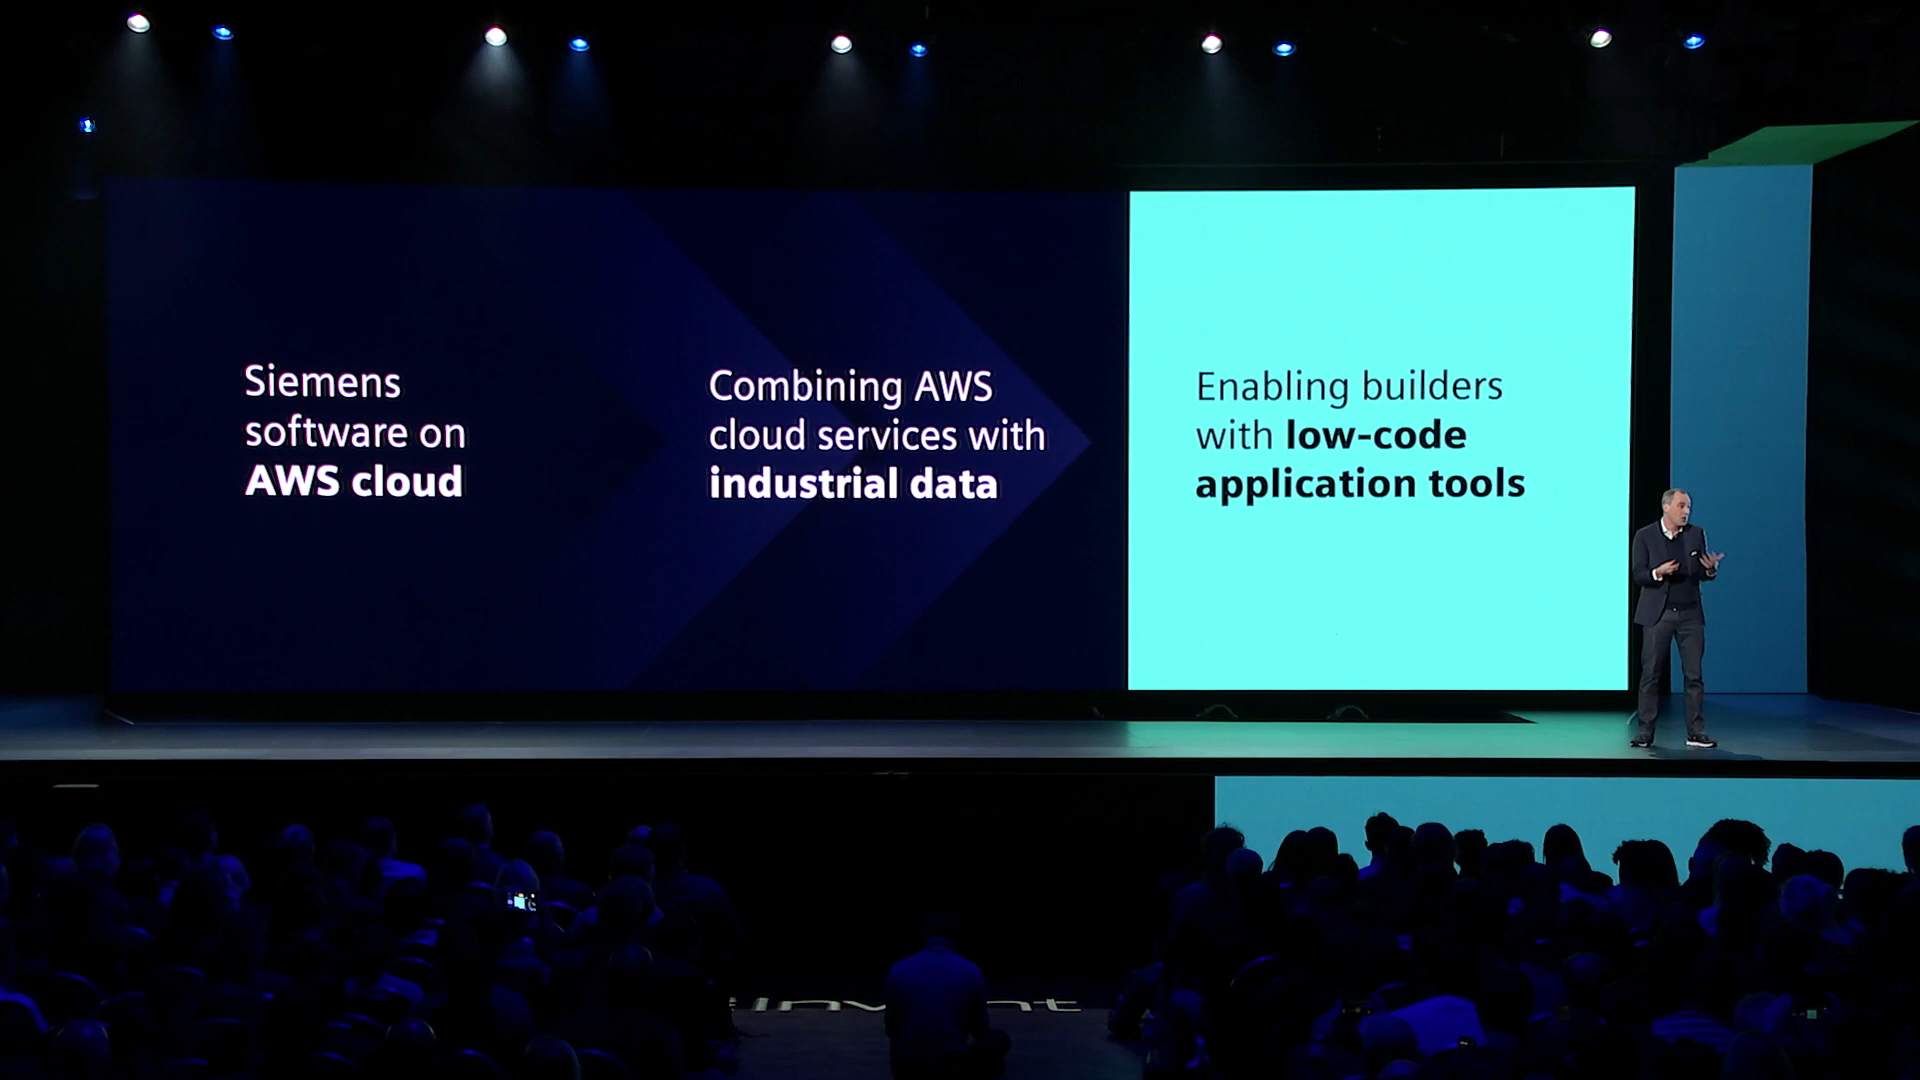 Siemens
software on
AWS cloud
Combining AWS
cloud services with
industrial data
Enabling builders
with low-code
application tools